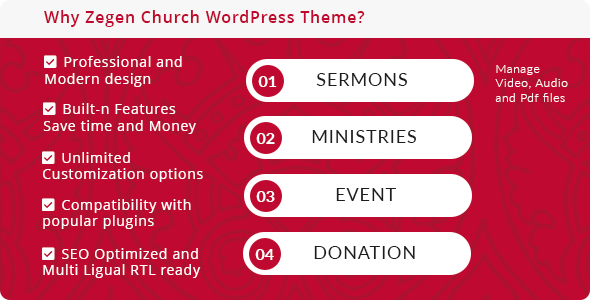 Why Zegen Church WordPress Theme?
Professional and
Modern design
Built-n Features
Save time and Money
Unlimited
Customization options
Compatibility with
popular plugins
SEO Optimized and
Multi Ligual RTL ready
01 SERMONS
02 MINISTRIES
03 EVENT
04 DONATION
Manage
Video, Audio
and Pdf files